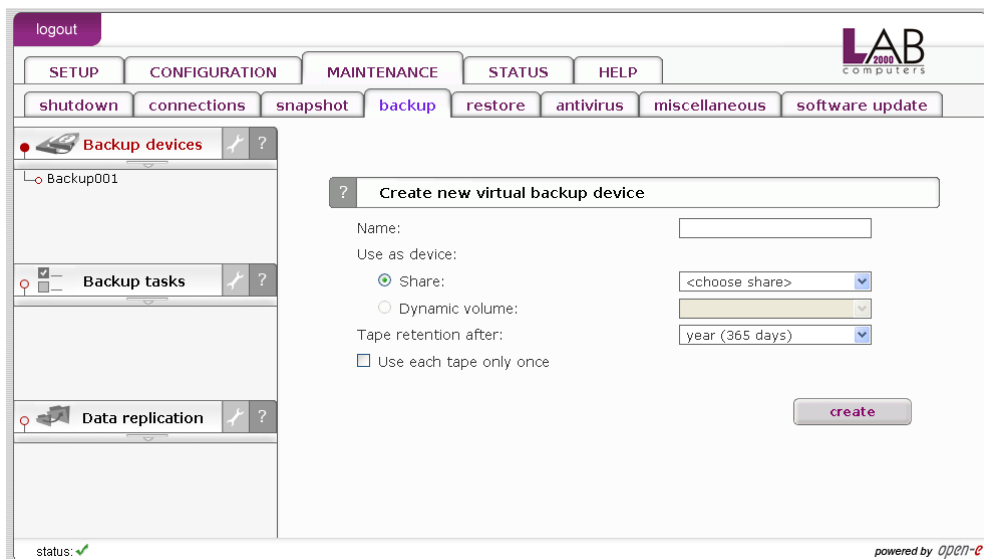 logout
LAB
2000
computers
SETUP CONFIGURATION MAINTENANCE STATUS HELP
shutdown connections snapshot backup restore antivirus miscellaneous software update
Backup devices ?
Backup001
Backup tasks ?
Data replication ?
? Create new virtual backup device
Name:
Use as device:
Share: <choose share>
Dynamic volume:
Tape retention after: year (365 days)
Use each tape only once
create
status:
powered by open-e